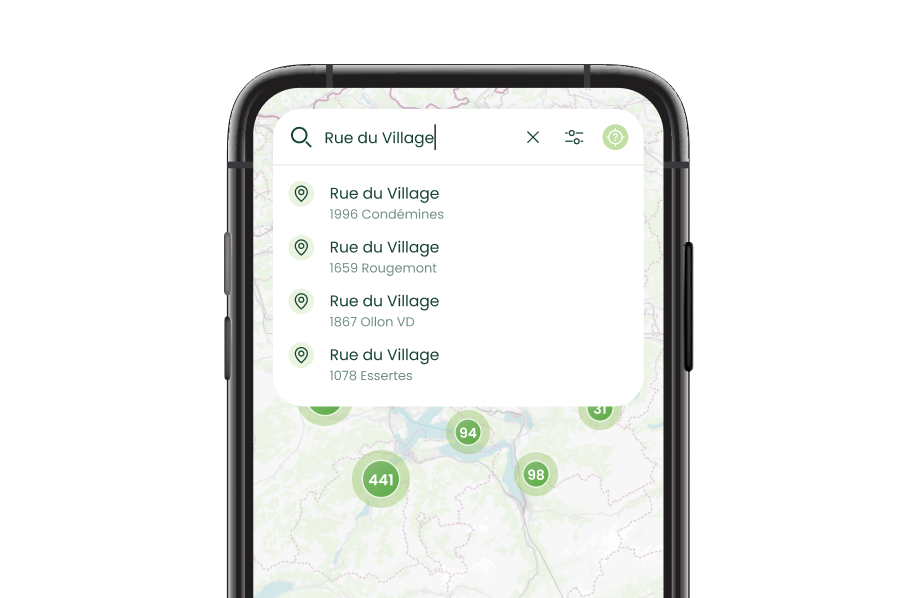 Rue du Village
Rue du Village
1996 Condémines
Rue du Village
1659 Rougemont
Rue du Village
1867 Ollon VD
Rue du Village
1078 Essertes
31
94
98
441